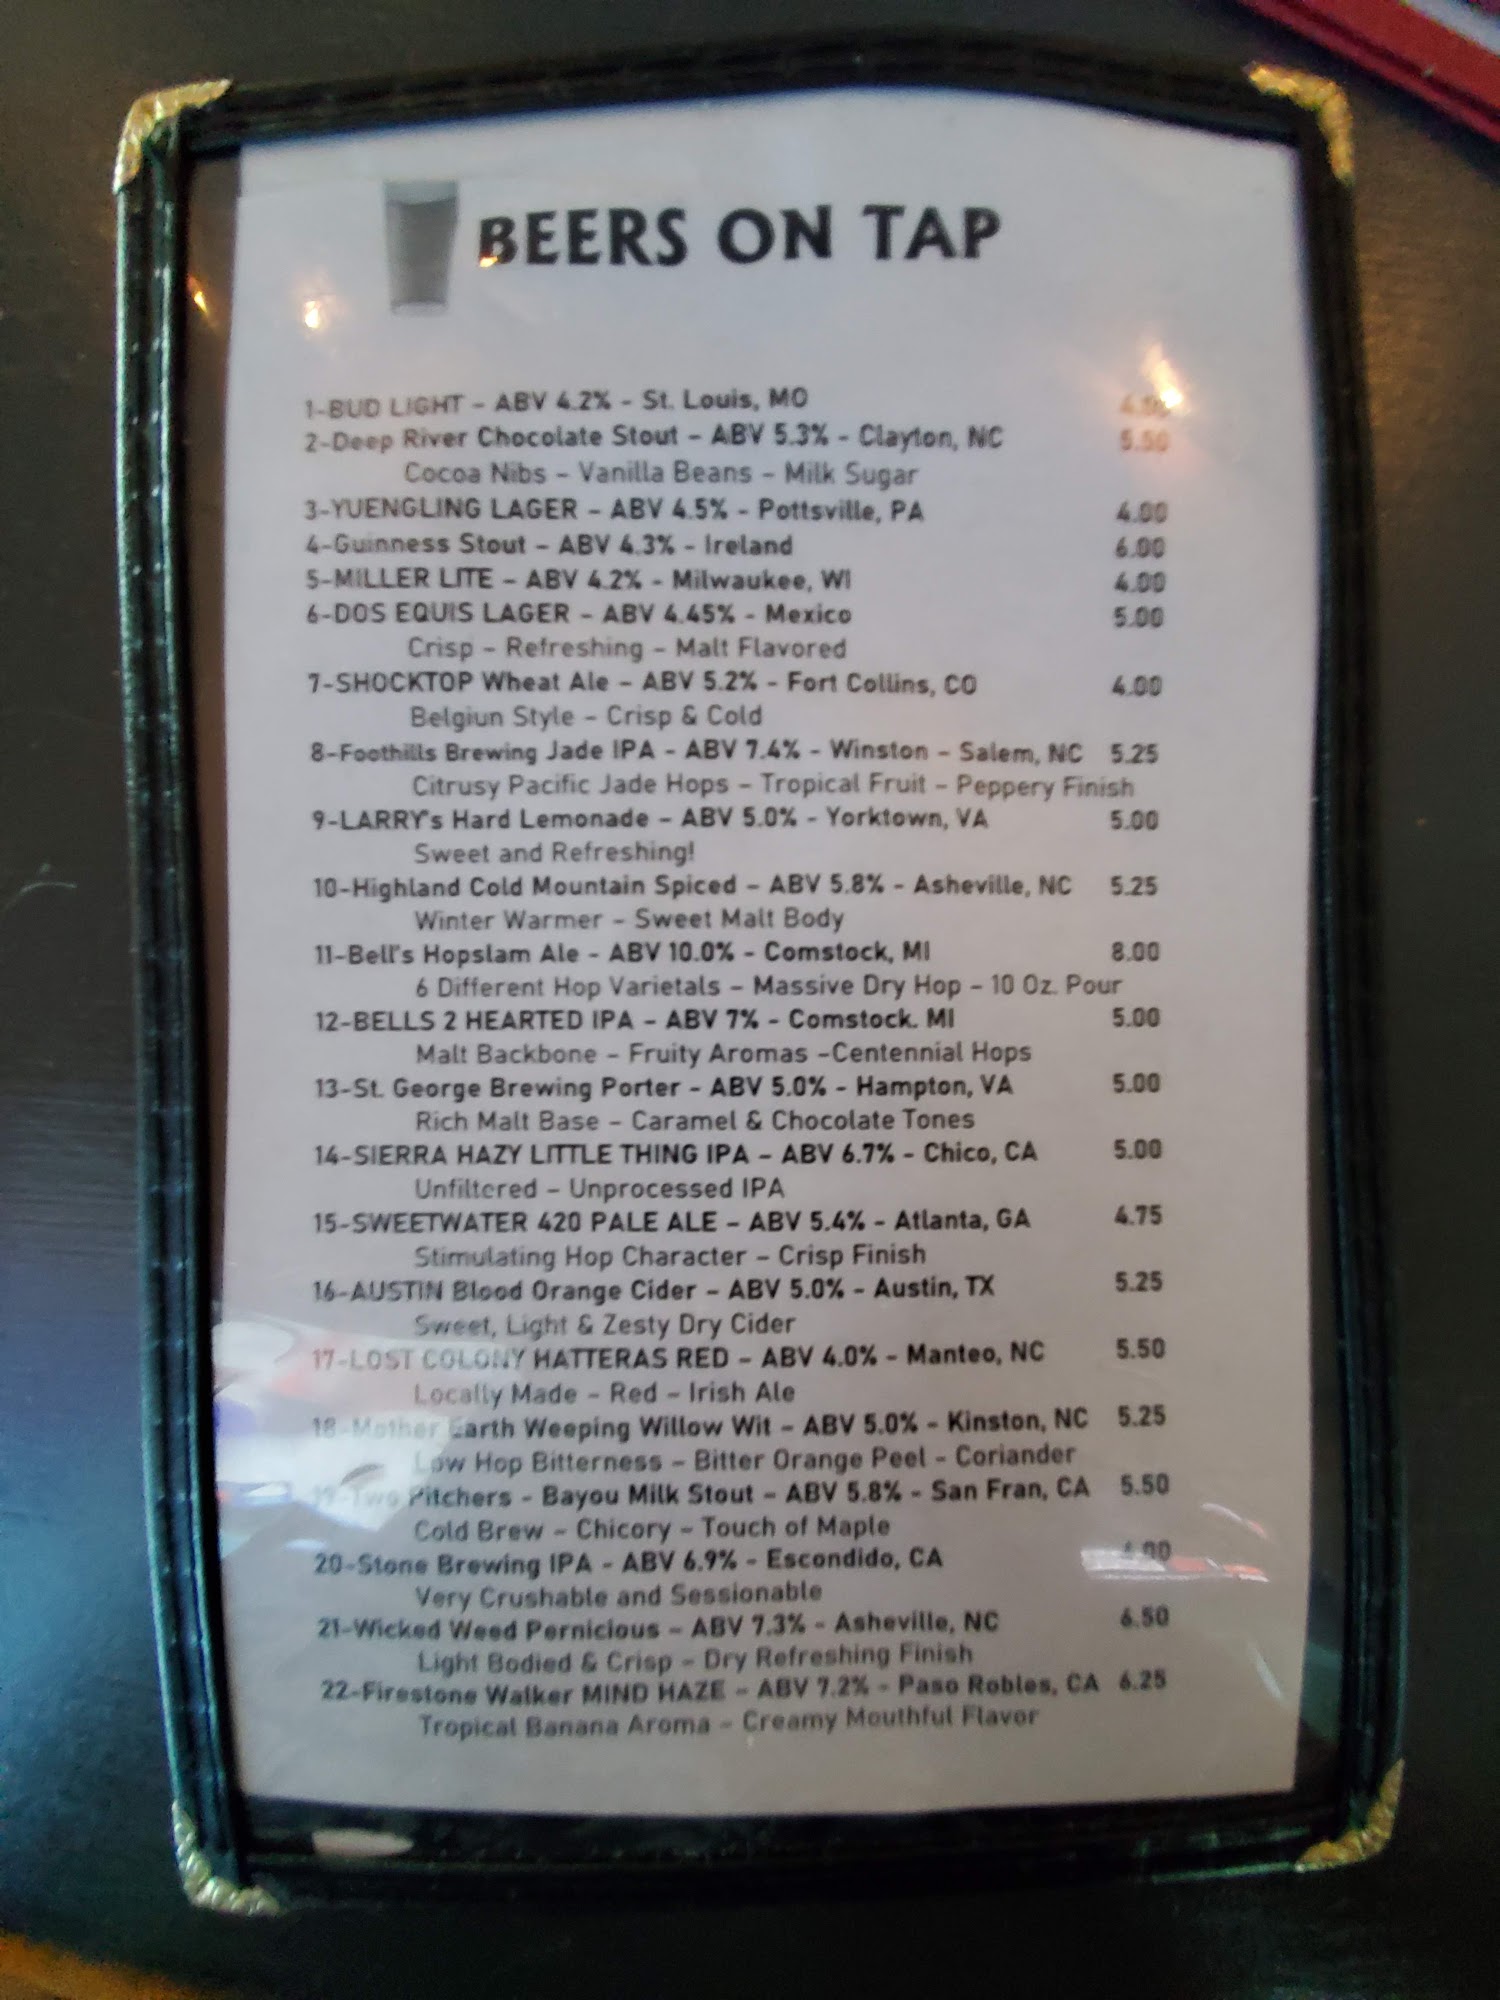 BEERS ON TAP
1-BUD LIGHT - ABV 4.2% - St. Louis, MO
2-Deep River Chocolate Stout - ABV 5.3% - Clayton, NC 5.50
Cocoa Nibs - Vanilla Beans - Milk Sugar
3-YUENGLING LAGER - ABV 4.5% - Pottsville, PA 4.00
4-Guinness Stout - ABV 4.3% - Ireland 6.00
5-MILLER LITE - ABV 4.2% - Milwaukee, WI 4.00
6-DOS EQUIS LAGER - ABV 4.45% - Mexico 5.00
Crisp - Refreshing - Malt Flavored
7-SHOCKTOP Wheat Ale - ABV 5.2% - Fort Collins, CO 4.00
Belgiun Style - Crisp & Cold
8-Foothills Brewing Jade IPA - ABV 7.4% - Winston - Salem, NC 5.25
Citrusy Pacific Jade Hops - Tropical Fruit - Peppery Finish
9-LARRY's Hard Lemonade - ABV 5.0% - Yorktown, VA 5.00
Sweet and Refreshing!
10-Highland Cold Mountain Spiced - ABV 5.8% - Asheville, NC 5.25
Winter Warmer - Sweet Malt Body
11-Bell's Hopslam Ale - ABV 10.0% - Comstock, MI 8.00
6 Different Hop Varietals - Massive Dry Hop - 10 Oz. Pour
12-BELLS 2 HEARTED IPA - ABV 7% - Comstock. MI 5.00
Malt Backbone - Fruity Aromas -Centennial Hops
13-St. George Brewing Porter - ABV 5.0% - Hampton, VA 5.00
Rich Malt Base - Caramel & Chocolate Tones
14-SIERRA HAZY LITTLE THING IPA - ABV 6.7% - Chico, CA 5.00
Unfiltered - Unprocessed IPA
15-SWEETWATER 420 PALE ALE - ABV 5.4% - Atlanta, GA 4.75
Stimulating Hop Character - Crisp Finish
16-AUSTIN Blood Orange Cider - ABV 5.0% - Austin, TX 5.25
Sweet, Light & Zesty Dry Cider
17-LOST COLONY HATTERAS RED - ABV 4.0% - Manteo, NC 5.50
Locally Made - Red - Irish Ale
18-Mother Earth Weeping Willow Wit - ABV 5.0% - Kinston, NC 5.25
Low Hop Bitterness - Bitter Orange Peel - Coriander
19-Two Pitchers - Bayou Milk Stout - ABV 5.8% - San Fran, CA 5.50
Cold Brew - Chicory - Touch of Maple
20-Stone Brewing IPA - ABV 6.9% - Escondido, CA
Very Crushable and Sessionable
21-Wicked Weed Pernicious - ABV 7.3% - Asheville, NC 6.50
Light Bodied & Crisp - Dry Refreshing Finish
22-Firestone Walker MIND HAZE - ABV 7.2% - Paso Robles, CA 6.25
Tropical Banana Aroma - Creamy Mouthful Flavor